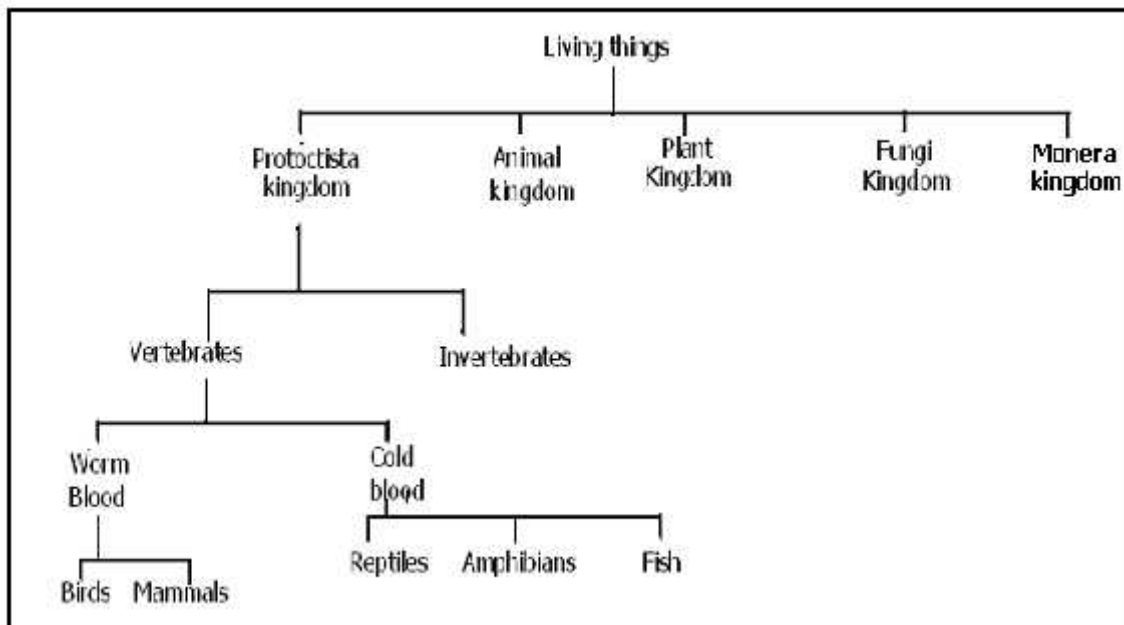 Living things
Protoctista
kingdom
Animal
kingdom
Plant
Kingdom
Fungi
Kingdom
Monera
kingdom
Vertebrates
Invertebrates
Worm
Blood
Cold
blood
Reptiles
Amphibians
Fish
Birds
Mammals